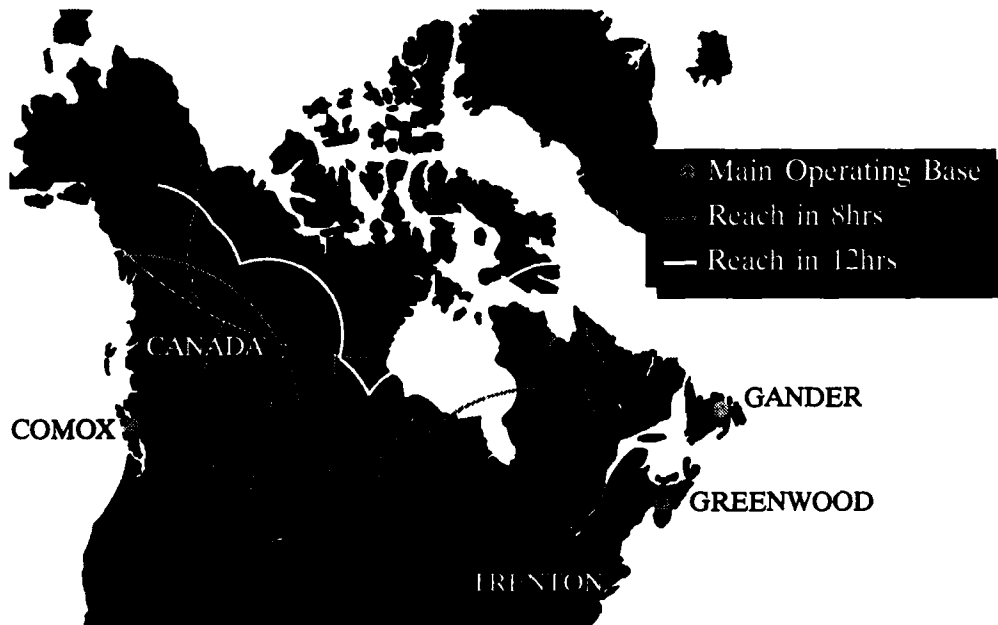 Main Operating Base
Reach in 8hrs
Reach in 12hrs
CANADA
GANDER
COMOX
GREENWOOD
TRENTON